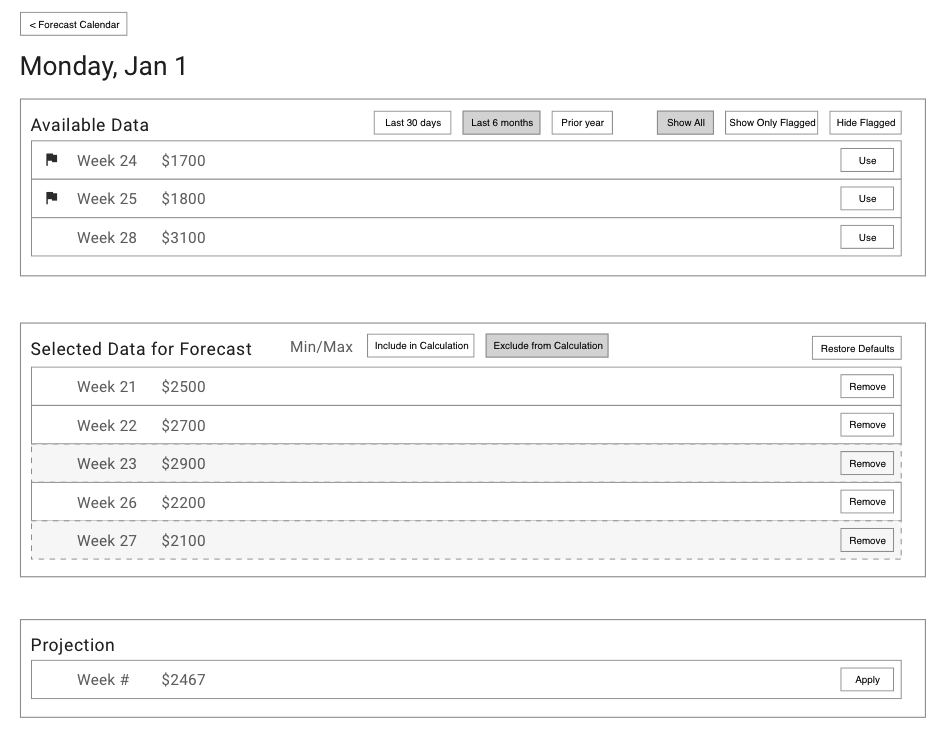 < Forecast Calendar
Monday, Jan 1
Available Data Last 30 days Last 6 months Prior year Show All Show Only Flagged Hide Flagged
Week 24 $1700 Use
Week 25 $1800 Use
Week 28 $3100 Use
Selected Data for Forecast Min/Max Include in Calculation Exclude from Calculation Restore Defaults
Week 21 $2500 Remove
Week 22 $2700 Remove
Week 23 $2900 Remove
Week 26 $2200 Remove
Week 27 $2100 Remove
Projection
Week # $2467 Apply